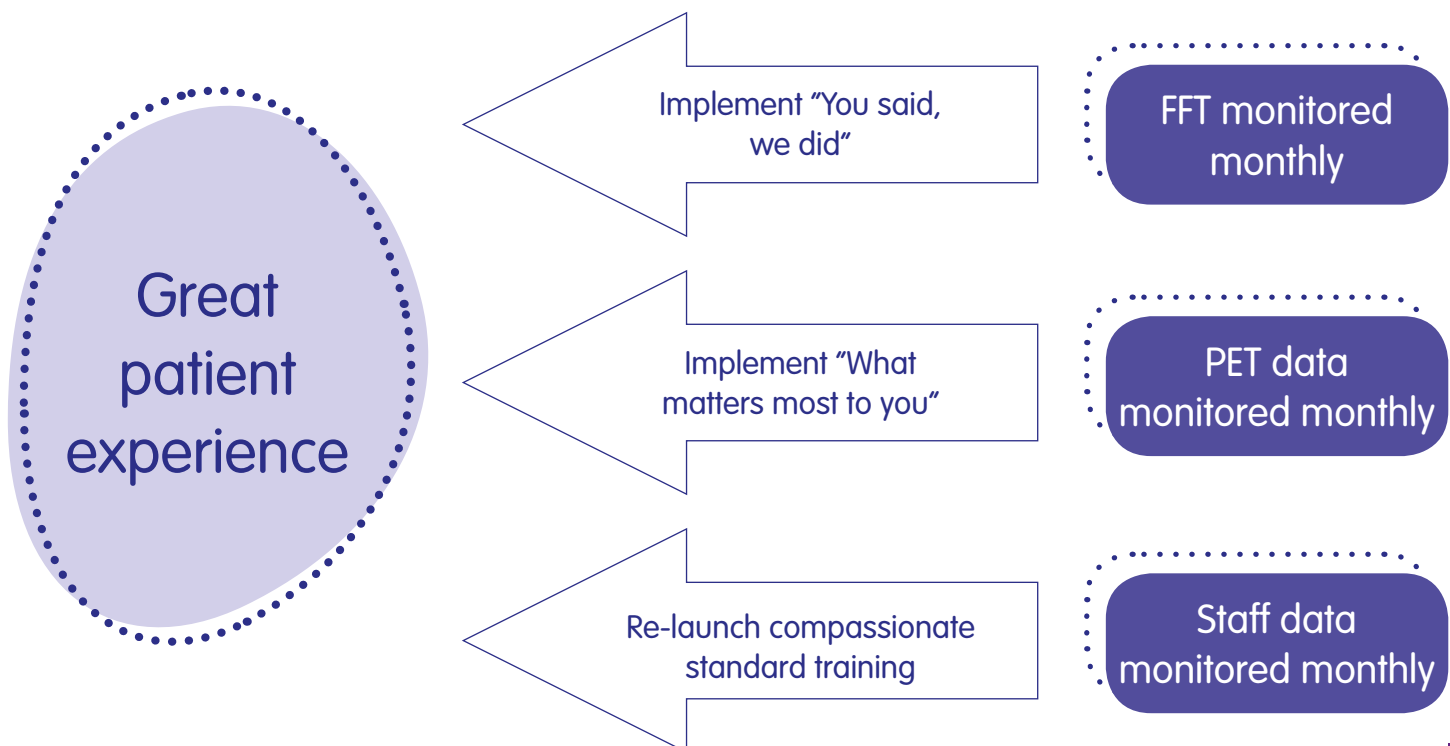 Great
patient
experience
Implement “You said,
we did”
FFT monitored
monthly
Implement “What
matters most to you”
PET data
monitored monthly
Re-launch compassionate
standard training
Staff data
monitored monthly